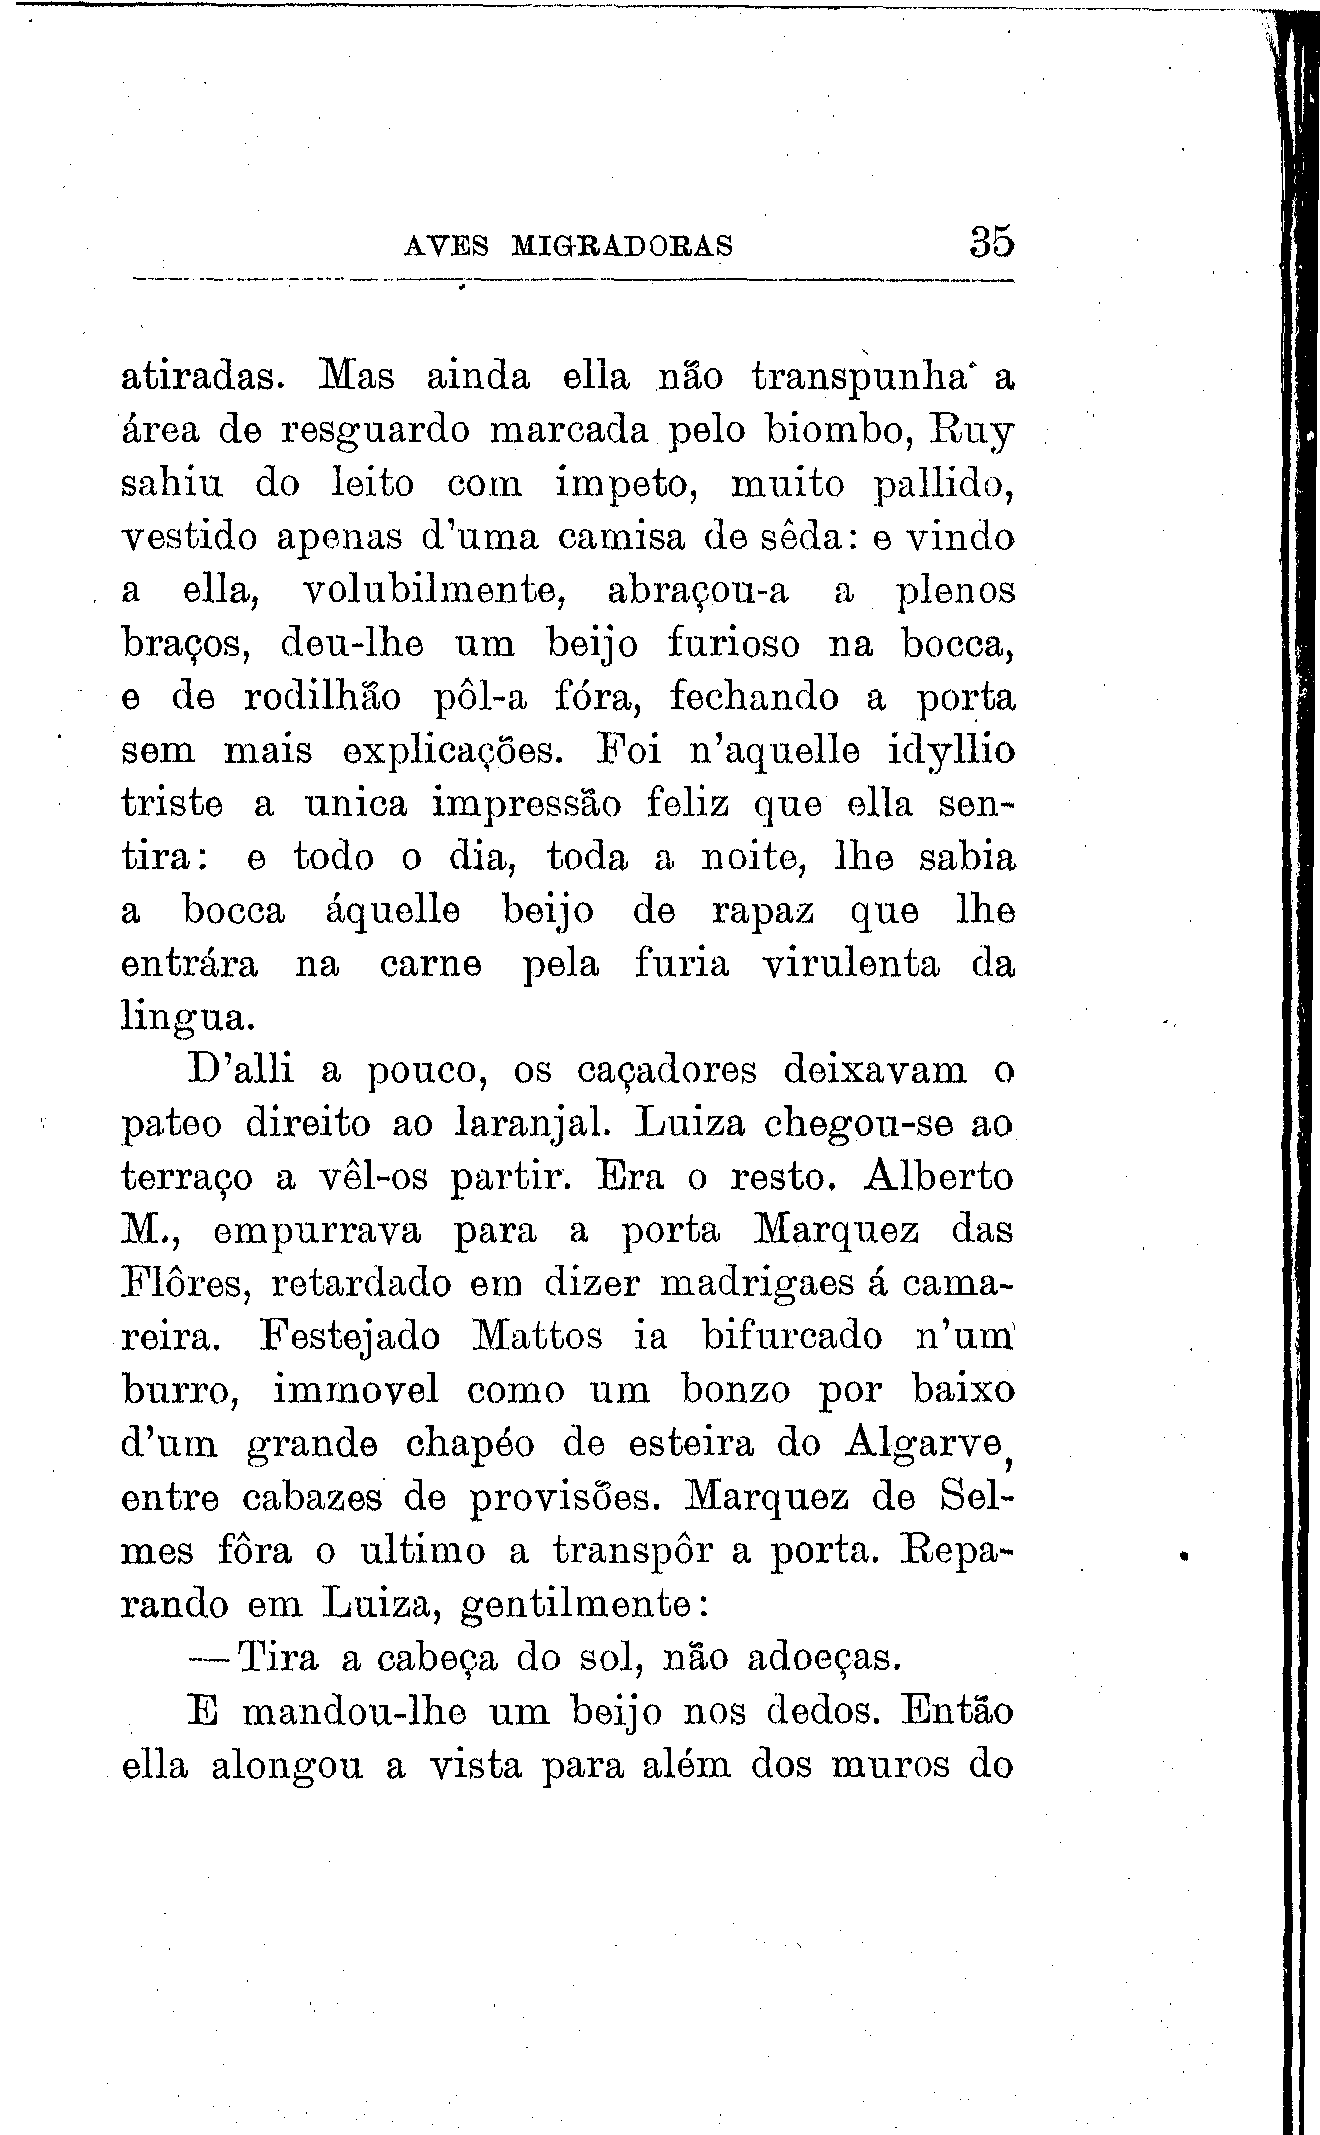 AVES MIGRADORAS 35
atiradas. Mas ainda ella não transpunha a
área de resguardo marcada pelo biombo, Ruy
sahiu do leito com impeto, muito pallido,
vestido apenas d'uma camisa de sêda: e vindo
a ella, volubilmente, abraçou-a a plenos
braços, deu-lhe um beijo furioso na bocca,
e de rodilhão pôl-a fóra, fechando a porta
sem mais explicações. Foi n'aquelle idyllio
triste a unica impressão feliz que ella sen-
tira: e todo o dia, toda a noite, lhe sabia
a bocca áquelle beijo de rapaz que lhe
entrára na carne pela furia virulenta da
lingua.
D'alli a pouco, os caçadores deixavam o
pateo direito ao laranjal. Luiza chegou-se ao
terraço a vêl-os partir. Era o resto. Alberto
M., empurrava para a porta Marquez das
Flôres, retardado em dizer madrigaes á cama-
reira. Festejado Mattos ia bifurcado n'um
burro, immovel como um bonzo por baixo
d'um grande chapéo de esteira do Algarve,
entre cabazes de provisões. Marquez de Sel-
mes fôra o ultimo a transpôr a porta. Repa-
rando em Luiza, gentilmente:
—Tira a cabeça do sol, não adoeças.
E mandou-lhe um beijo nos dedos. Então
ella alongou a vista para além dos muros do